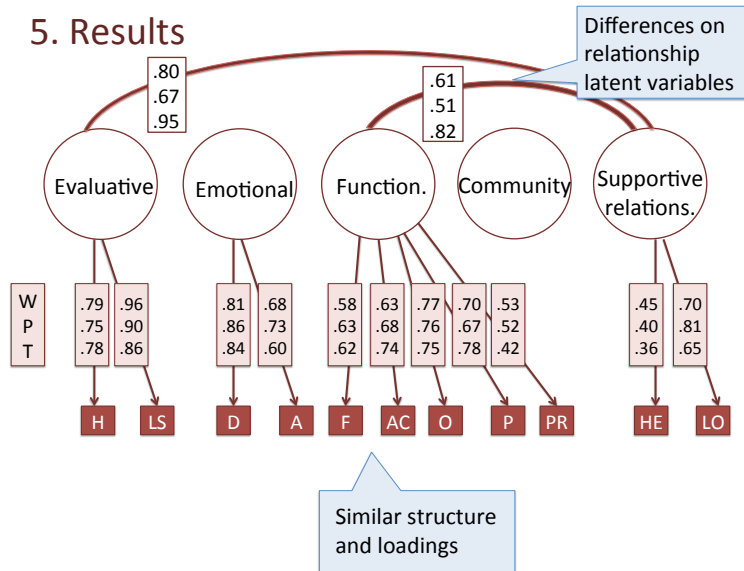 5. Results
Differences on
relationship
latent variables
.80
.67
.95
.61
.51
.82
Evaluative
Emotional
Function.
Community
Supportive
relations.
W
P
T
.79
.75
.78
.96
.90
.86
.81
.86
.84
.68
.73
.60
.58
.63
.62
.63
.68
.74
.77
.76
.75
.70
.67
.78
.53
.52
.42
.45
.40
.36
.70
.81
.65
H
LS
D
A
F
AC
O
P
PR
HE
LO
Similar structure
and loadings